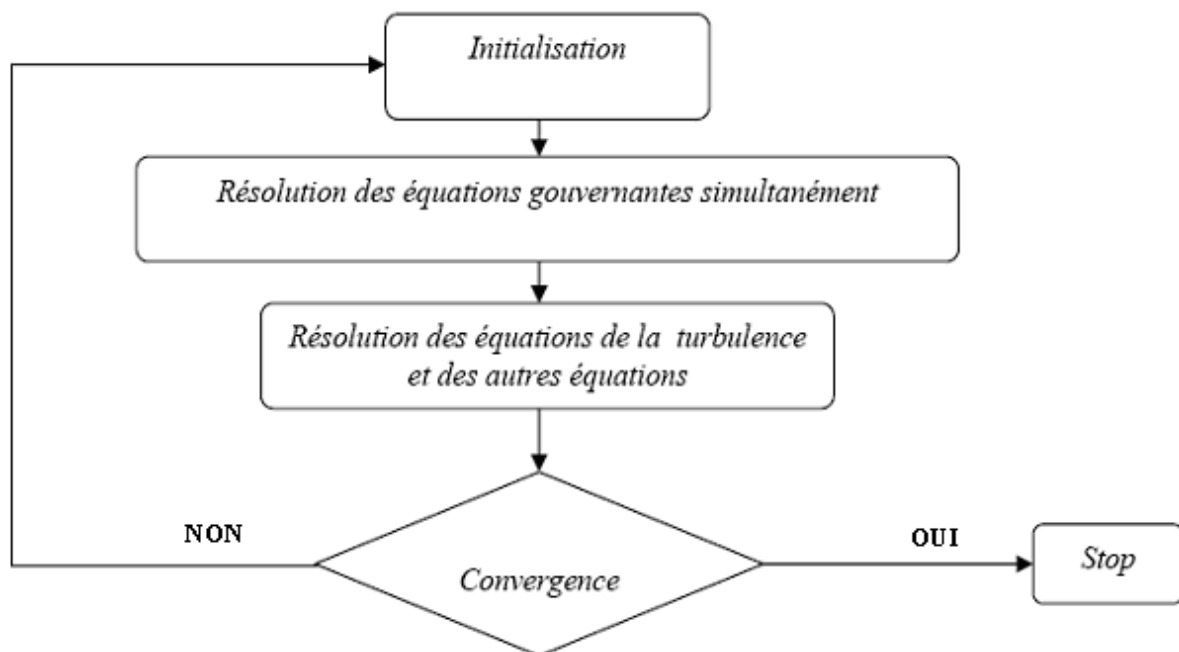 Initialisation
Résolution des équations gouvernantes simultanément
Résolution des équations de la turbulence
et des autres équations
NON
OUI
Convergence
Stop